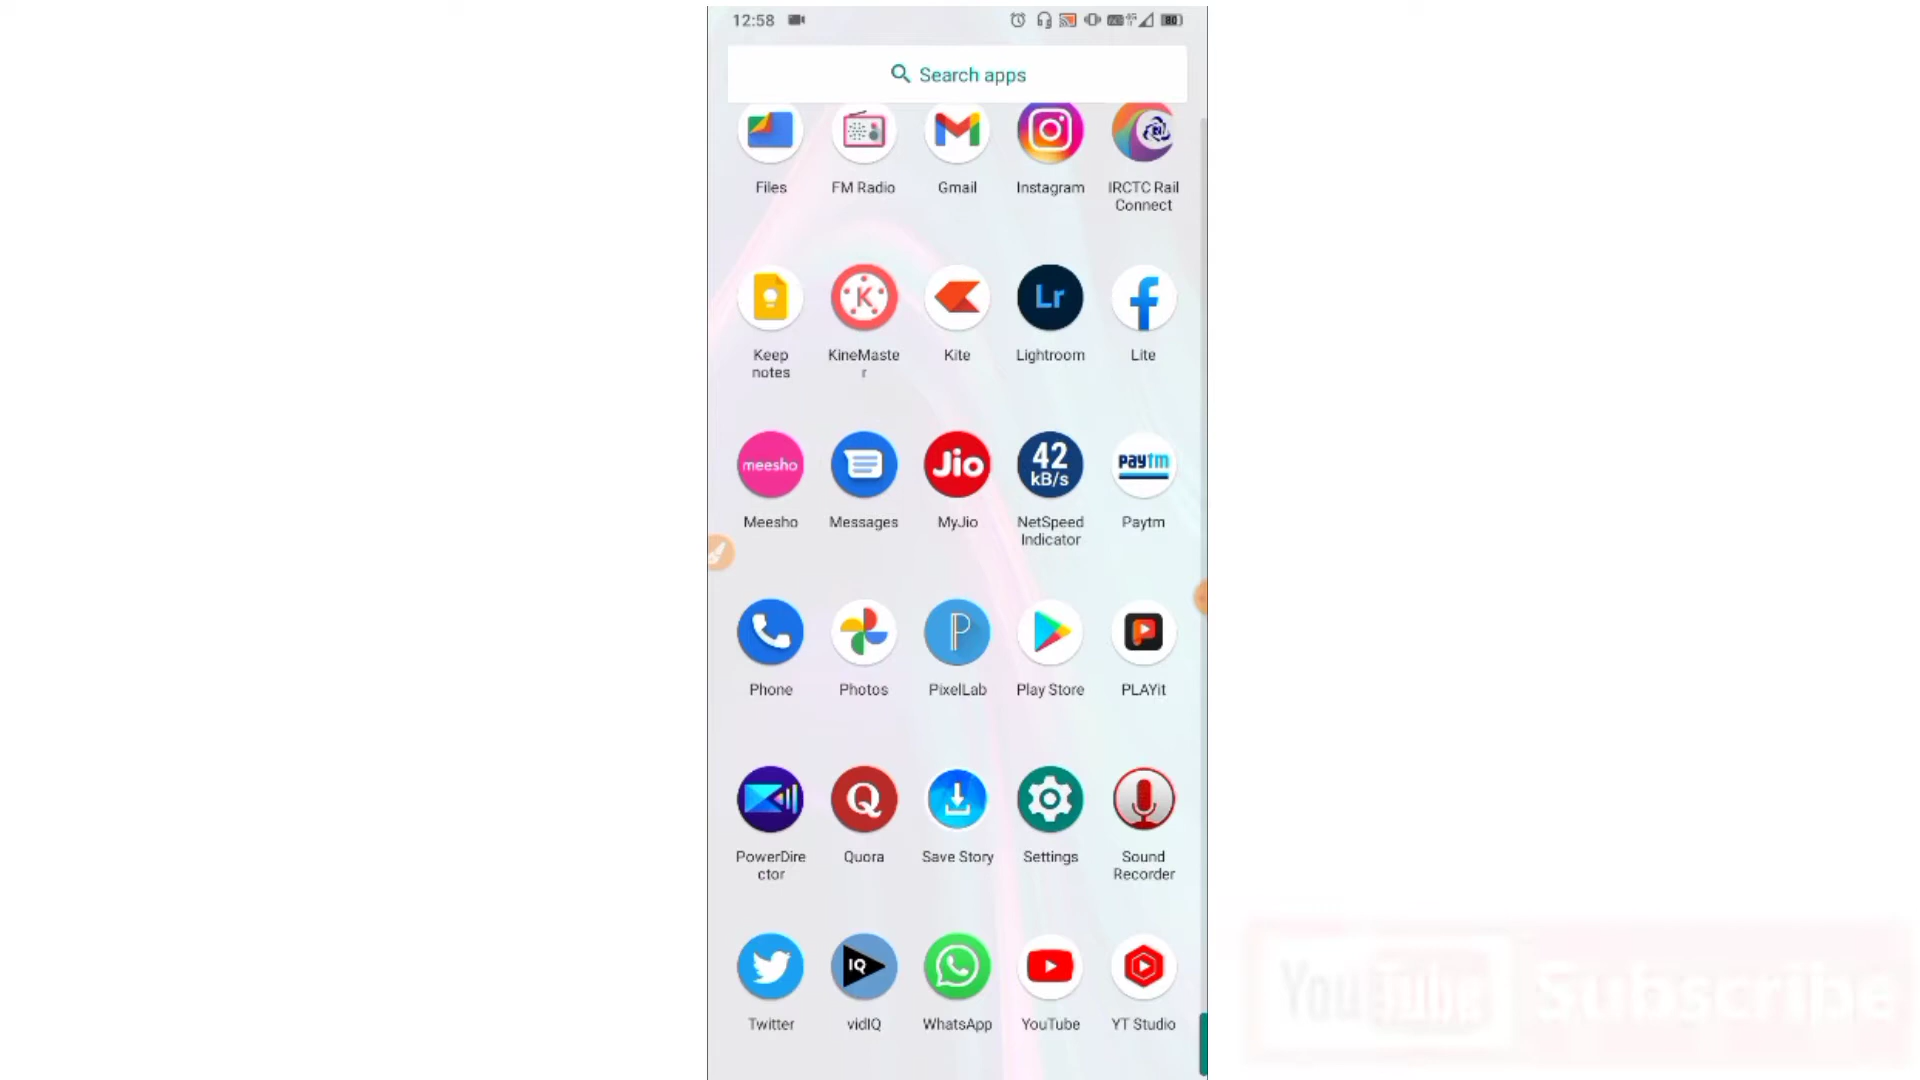 12:58
80
Search apps
Files FM Radio Gmail Instagram IRCTC Rail
Connect
Lr
Keep KineMaste Kite Lightroom Lite
notes r
meesho Jio 42 paytm
kB/s
Meesho Messages MyJio NetSpeed Paytm
Indicator
Phone Photos PixelLab Play Store PLAYit
PowerDire Quora Save Story Settings Sound
ctor Recorder
IQ
Twitter vidIQ WhatsApp YouTube YT Studio
YouTube Subscribe